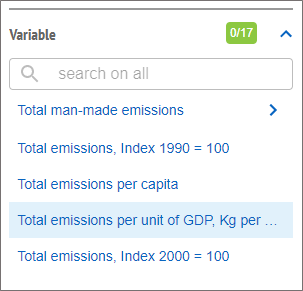 Variable 0/17
search on all
Total man-made emissions
Total emissions, Index 1990 = 100
Total emissions per capita
Total emissions per unit of GDP, Kg per ...
Total emissions, Index 2000 = 100